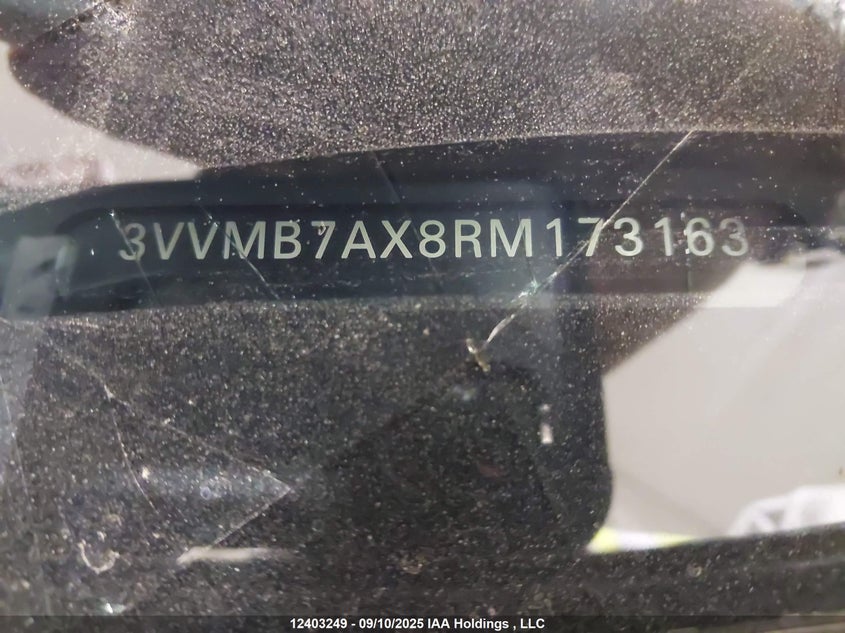 3VVMB7AX8RM173163
12403249 - 09/10/2025 IAA Holdings , LLC